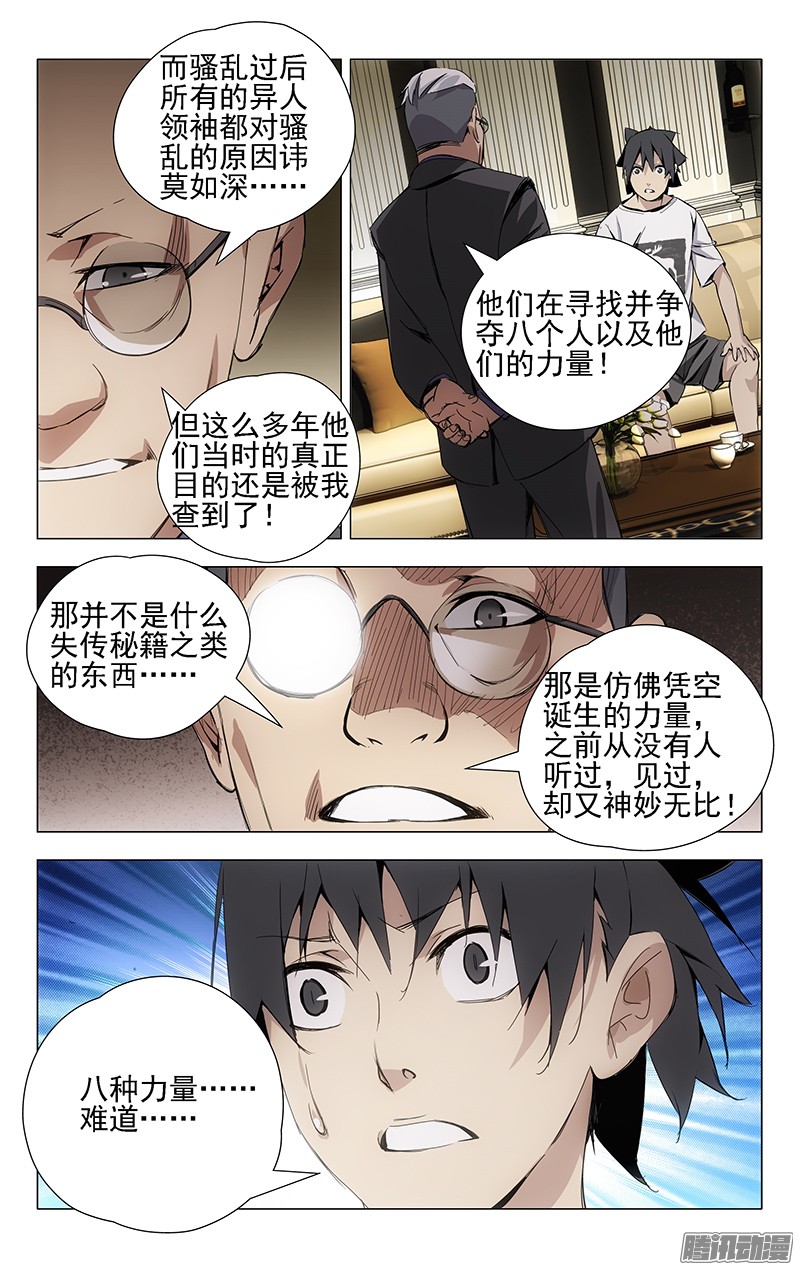 而骚乱过后
所有的异人
领袖都对骚
乱的原因讳
莫如深……
但这么多年他
们当时的真正
目的还是被我
查到了！
他们在寻找并争
夺八个人以及他
们的力量！
那并不是什么
失传秘籍之类
的东西……
那是仿佛凭空
诞生的力量，
之前从没有人
听过，见过，
却又神妙无比！
八种力量……
难道……
腾讯动漫